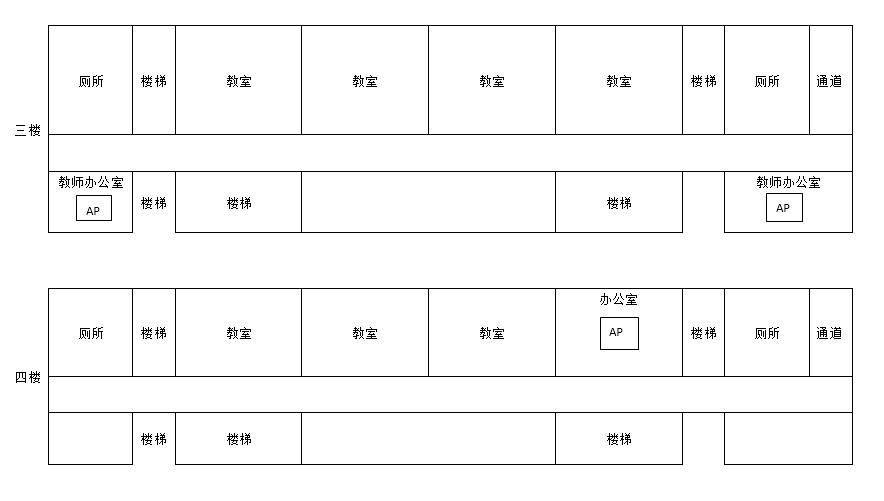 厕所 楼梯 教室 教室 教室 教室 楼梯 厕所 通道
三楼
教师办公室 教师办公室
楼梯 楼梯 楼梯
AP AP
办公室
AP
厕所 楼梯 教室 教室 教室 楼梯 厕所 通道
四楼
楼梯 楼梯 楼梯